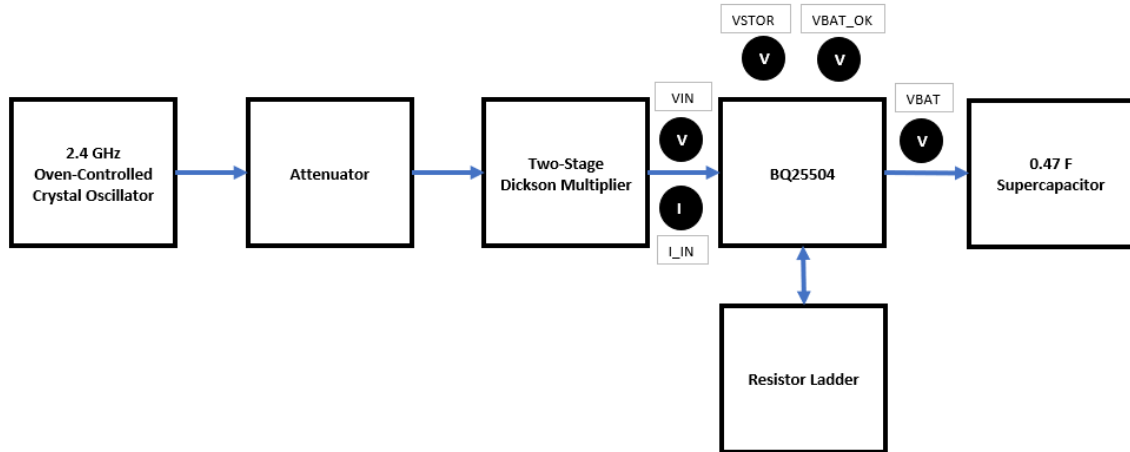 VSTOR
VBAT_OK
V
V
VIN
V
VBAT
V
2.4 GHz
Oven-Controlled
Crystal Oscillator
Attenuator
Two-Stage
Dickson Multiplier
BQ25504
0.47 F
Supercapacitor
I
I_IN
Resistor Ladder